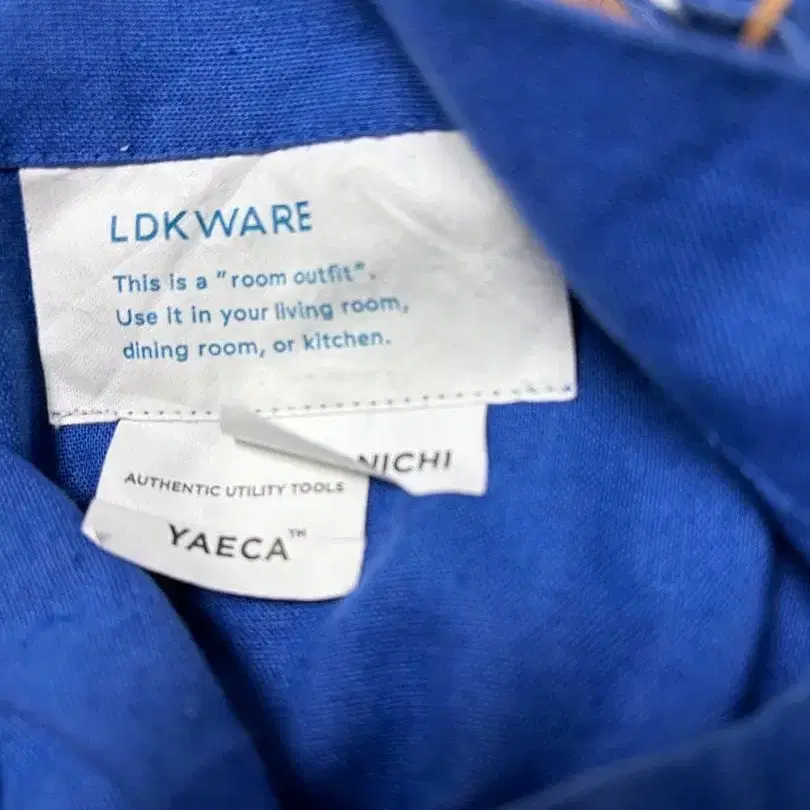 LDKWARE
This is a "room outfit".
Use it in your living room,
dining room, or kitchen.
NICHI
AUTHENTIC UTILITY TOOLS
YAECA™